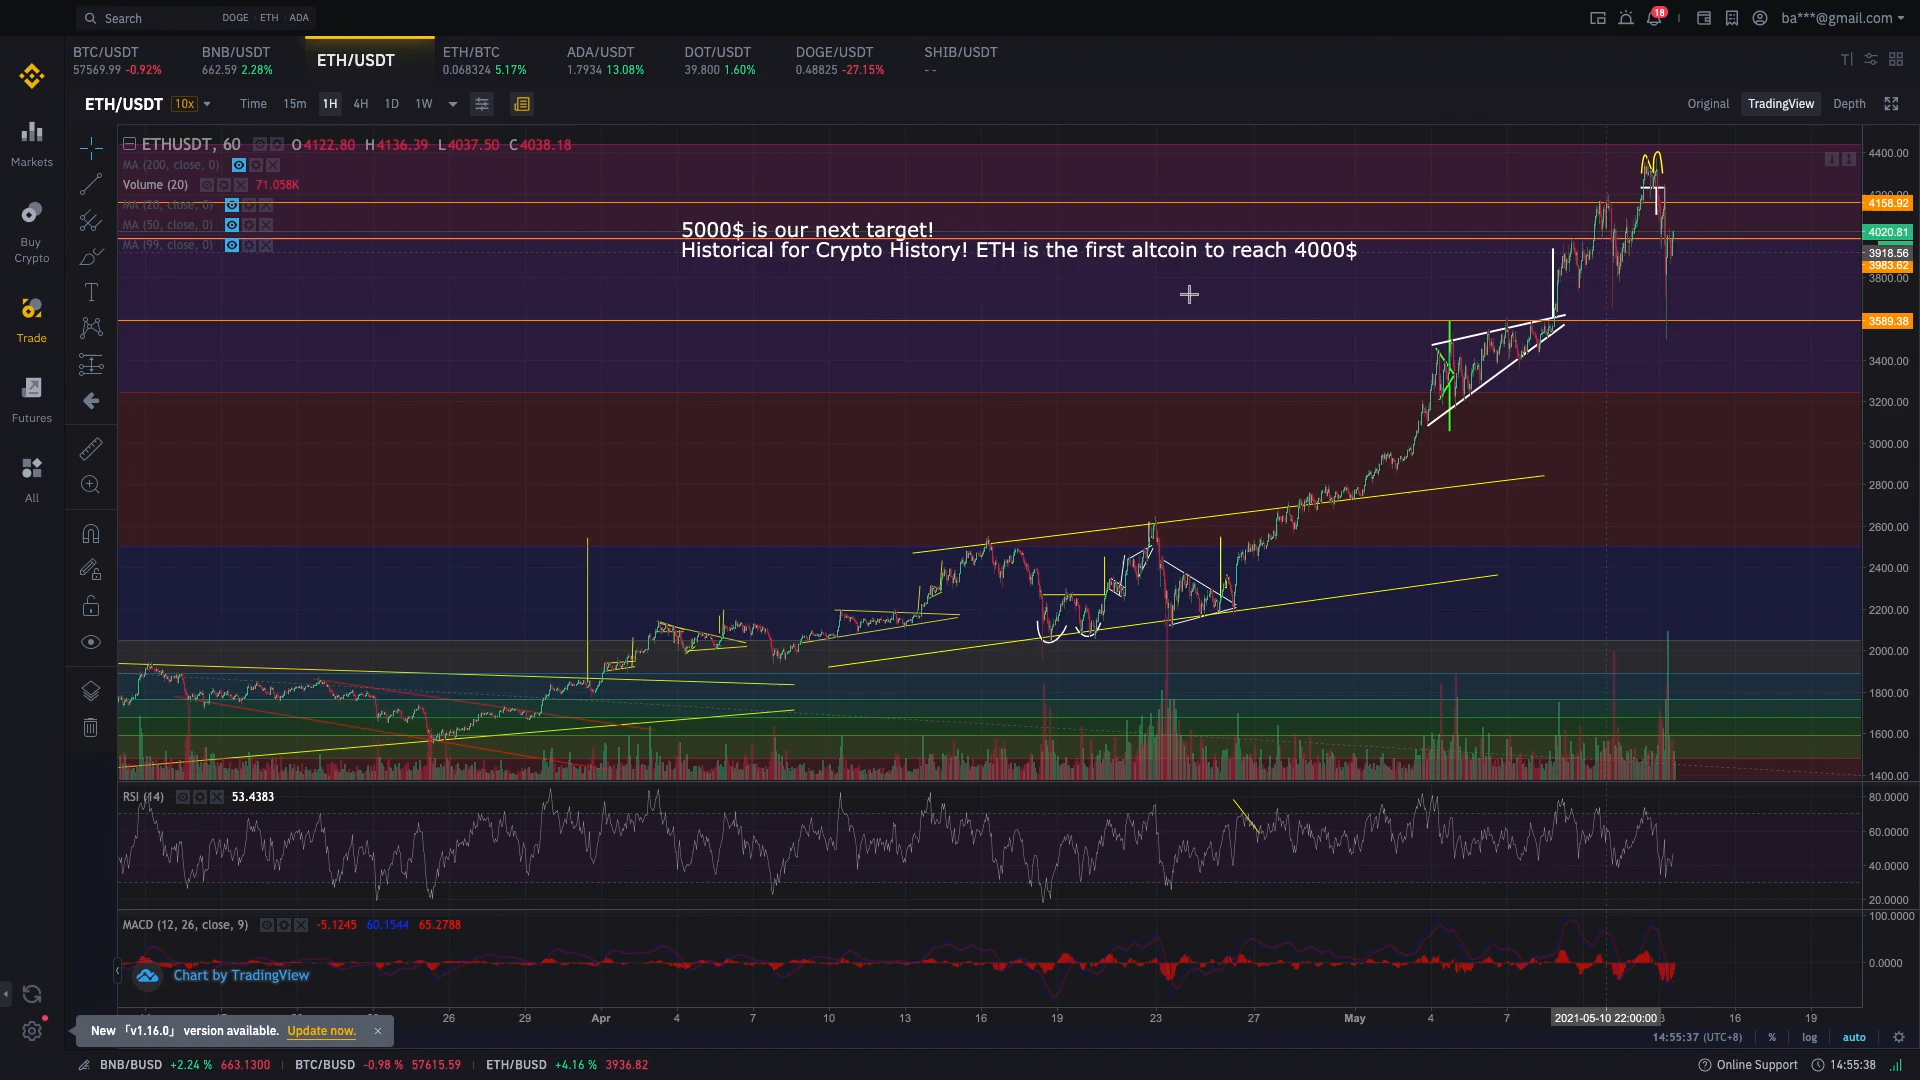 Search DOGE ETH ADA
18
ba***@gmail.com
BTC/USDT BNB/USDT ETH/USDT ETH/BTC ADA/USDT DOT/USDT DOGE/USDT SHIB/USDT
57569.99 -0.92% 662.59 2.28% 0.068324 5.17% 1.7934 13.08% 39.800 1.60% 0.48825 -27.15% --
ETH/USDT 10x Time 15m 1H 4H 1D 1W Original TradingView Depth
Markets
Buy
Crypto
Trade
Futures
All
ETHUSDT, 60 O4122.80 H4136.39 L4037.50 C4038.18
MA (200, close, 0)
Volume (20) 71.058K
MA (20, close, 0)
MA (50, close, 0)
MA (99, close, 0)
5000$ is our next target!
Historical for Crypto History! ETH is the first altcoin to reach 4000$
4400.00
4200.00
4158.92
4020.81
3918.56
3983.62
3800.00
3589.38
3400.00
3200.00
3000.00
2800.00
2600.00
2400.00
2200.00
2000.00
1800.00
1600.00
1400.00
RSI (14) 53.4383
80.0000
60.0000
40.0000
20.0000
MACD (12, 26, close, 9) -5.1245 60.1544 65.2788
100.0000
0.0000
Chart by TradingView
26 29 Apr 4 7 10 13 16 19 23 27 May 4 7 2021-05-10 22:00:00 16 19
New 「v1.16.0」 version available. Update now. ×
14:55:37 (UTC+8) % log auto
BNB/BUSD +2.24 % 663.1300 BTC/BUSD -0.98 % 57615.59 ETH/BUSD +4.16 % 3936.82 Online Support 14:55:38